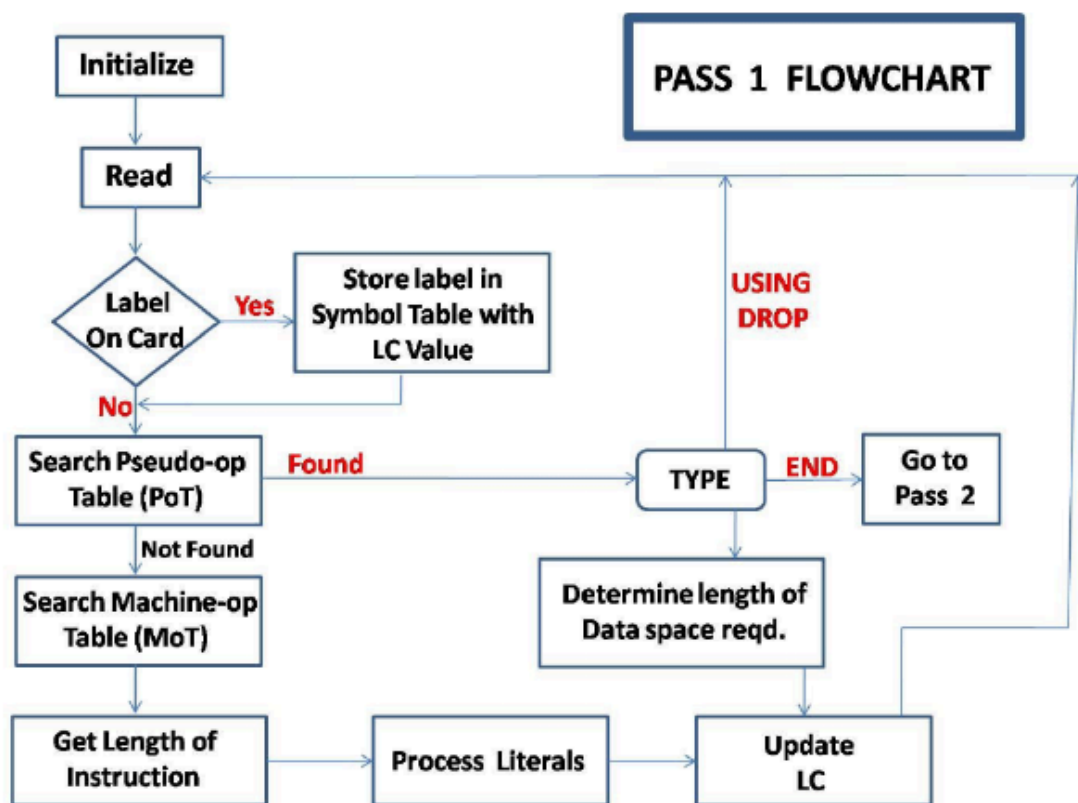 Initialize
PASS 1 FLOWCHART
Read
Label
On Card
Yes
Store label in
Symbol Table with
LC Value
USING
DROP
No
Search Pseudo-op
Table (PoT)
Found
TYPE
END
Go to
Pass 2
Not Found
Search Machine-op
Table (MoT)
Determine length of
Data space reqd.
Get Length of
Instruction
Process Literals
Update
LC